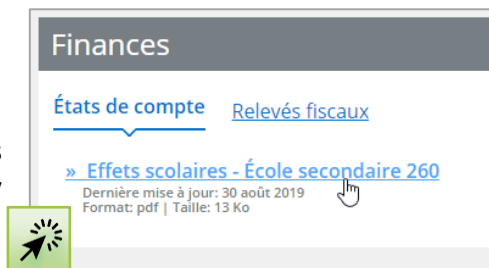 Finances
États de compte Relevés fiscaux
» Effets scolaires - École secondaire 260
Dernière mise à jour: 30 août 2019
Format: pdf | Taille: 13 Ko